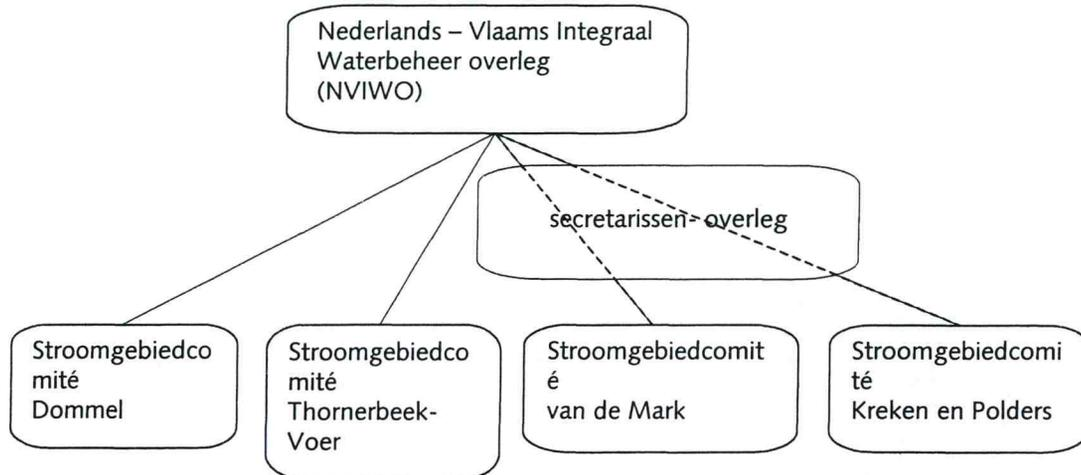 Nederlands – Vlaams Integraal
Waterbeheer overleg
(NVIWO)
secretarissen- overleg
Stroomgebiedco
mité
Dommel
Stroomgebiedco
mité
Thornerbeek-
Voer
Stroomgebiedcomit
é
van de Mark
Stroomgebiedcomi
té
Kreken en Polders